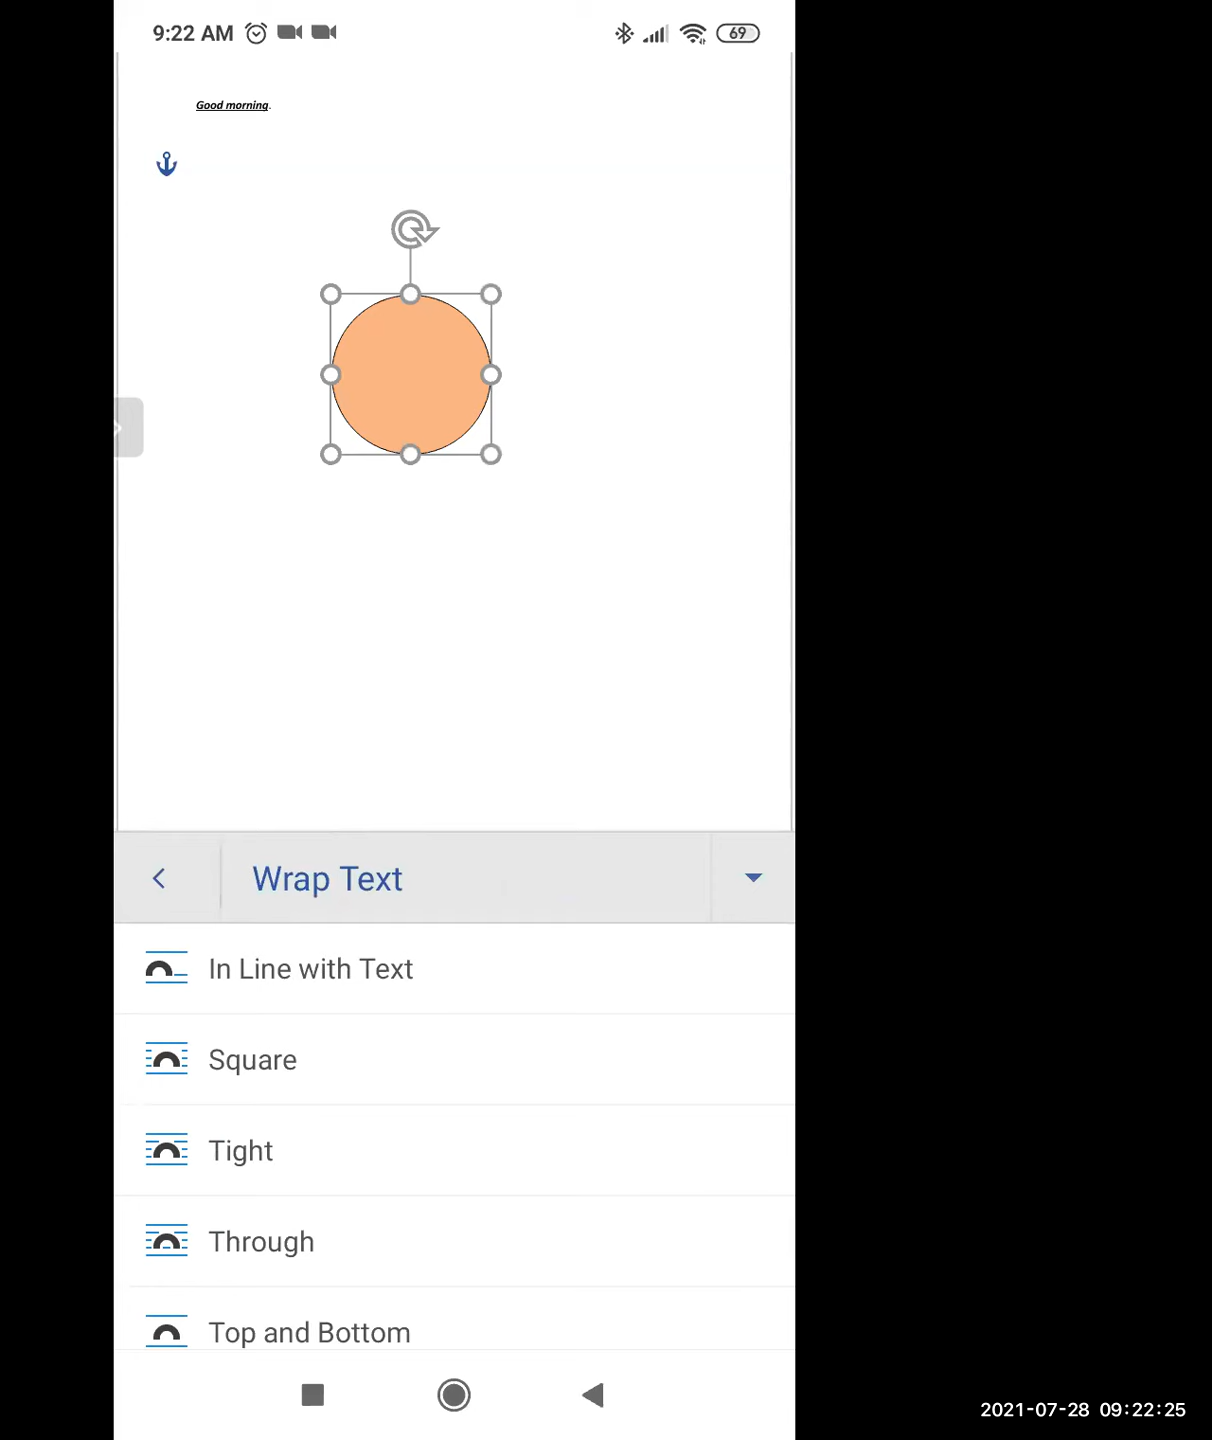 9:22 AM
69
Good morning.
Wrap Text
In Line with Text
Square
Tight
Through
Top and Bottom
2021-07-28 09:22:25